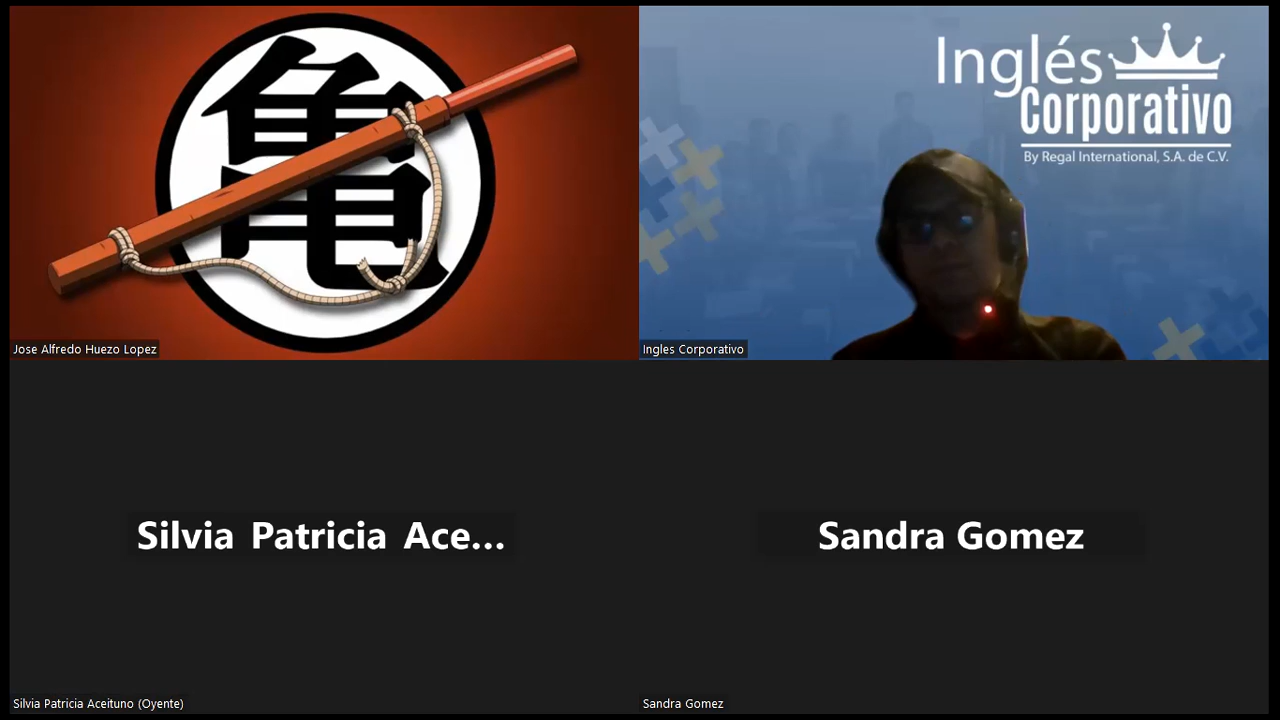 亀
Jose Alfredo Huezo Lopez
Inglés
Corporativo
By Regal International, S.A. de C.V.
Ingles Corporativo
Silvia Patricia Ace...
Silvia Patricia Aceituno (Oyente)
Sandra Gomez
Sandra Gomez